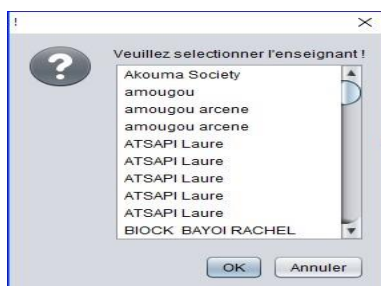 !
Veuillez selectionner l'enseignant !
Akouma Society
amougou
amougou arcene
amougou arcene
ATSAPI Laure
ATSAPI Laure
ATSAPI Laure
ATSAPI Laure
ATSAPI Laure
BIOCK BAYOI RACHEL
OK
Annuler